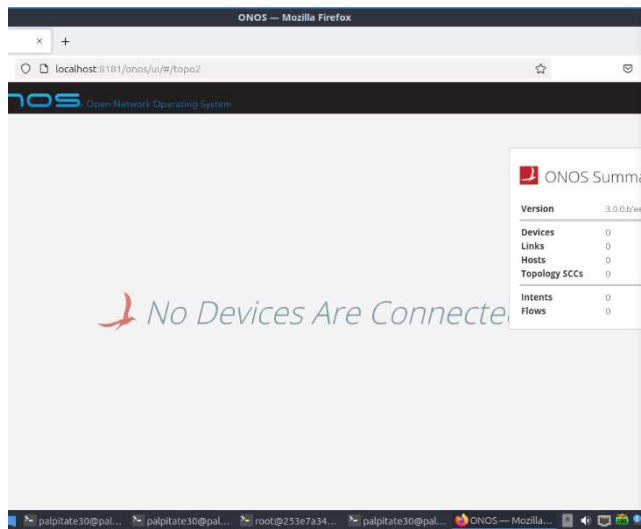 ONOS — Mozilla Firefox
× +
localhost:8181/onos/ui/#/topo2
nos. Open Network Operating System
ONOS Summa
Version 3.0.0.b'ee
Devices 0
Links 0
Hosts 0
Topology SCCs 0
Intents 0
Flows 0
No Devices Are Connecte
palpitate30@pal... palpitate30@pal... root@253e7a34... palpitate30@pal... ONOS — Mozilla...